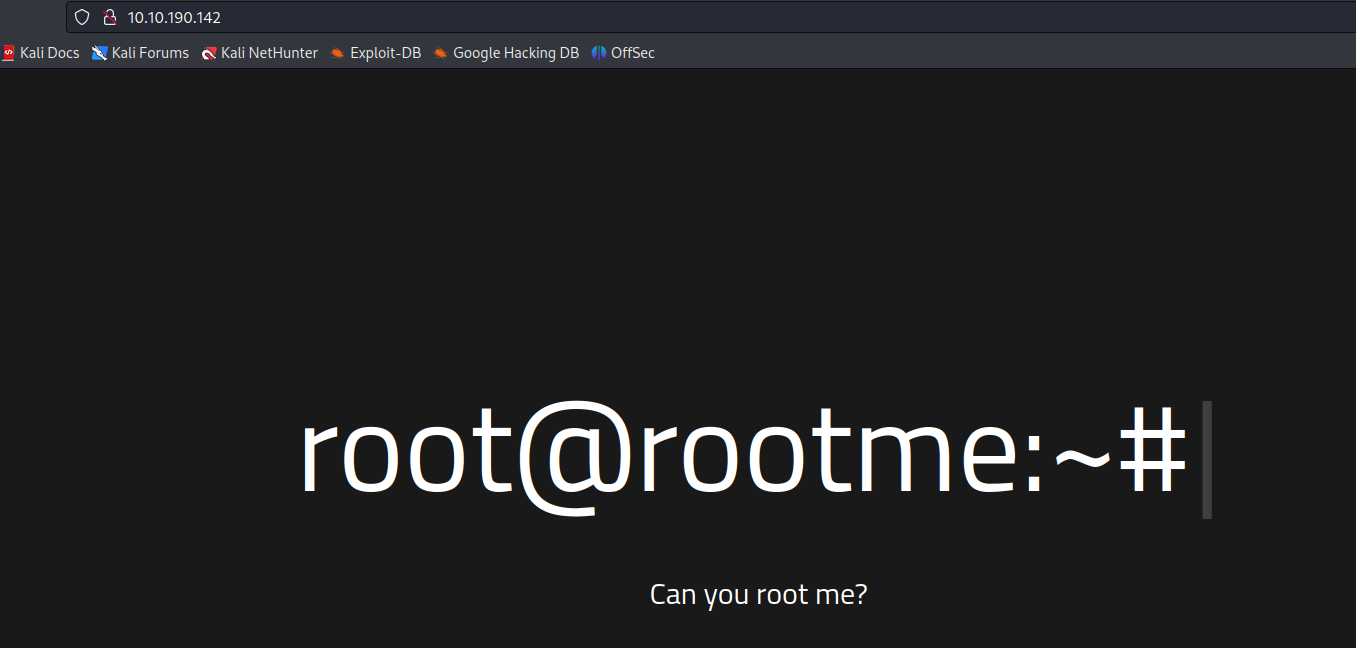 10.10.190.142
Kali Docs Kali Forums Kali NetHunter Exploit-DB Google Hacking DB OffSec
root@rootme:~#
Can you root me?